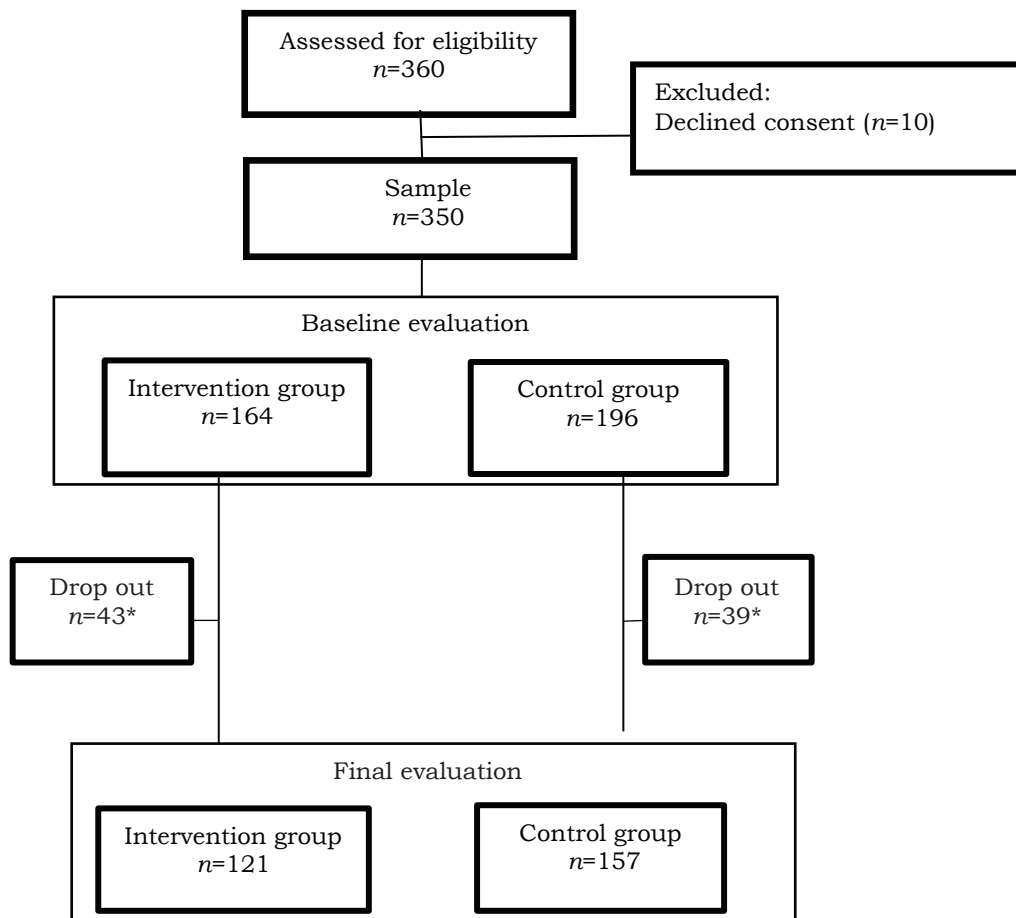 Assessed for eligibility
n=360
Excluded:
Declined consent (n=10)
Sample
n=350
Baseline evaluation
Intervention group
n=164
Control group
n=196
Drop out
n=43*
Drop out
n=39*
Final evaluation
Intervention group
n=121
Control group
n=157